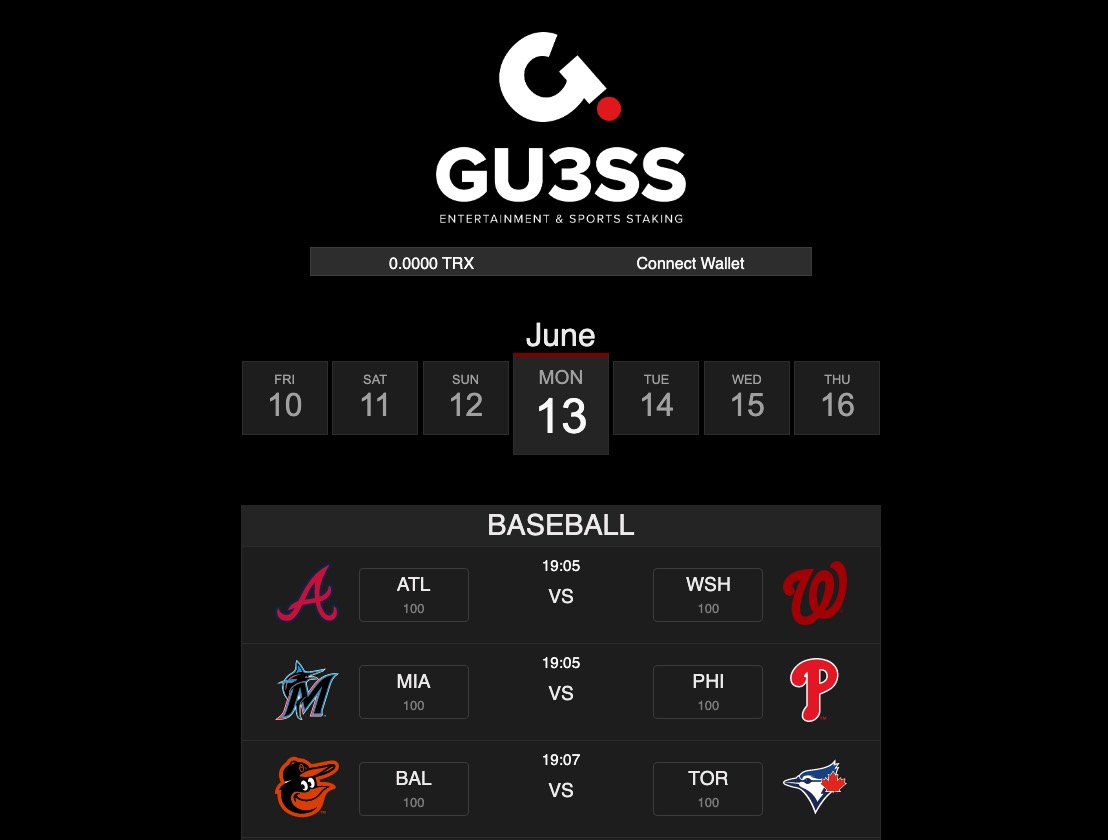 GU3SS
ENTERTAINMENT & SPORTS STAKING
0.0000 TRX Connect Wallet
June
FRI SAT SUN MON TUE WED THU
10 11 12 13 14 15 16
BASEBALL
19:05
ATL VS WSH
100 100
19:05
MIA VS PHI
100 100
19:07
BAL VS TOR
100 100